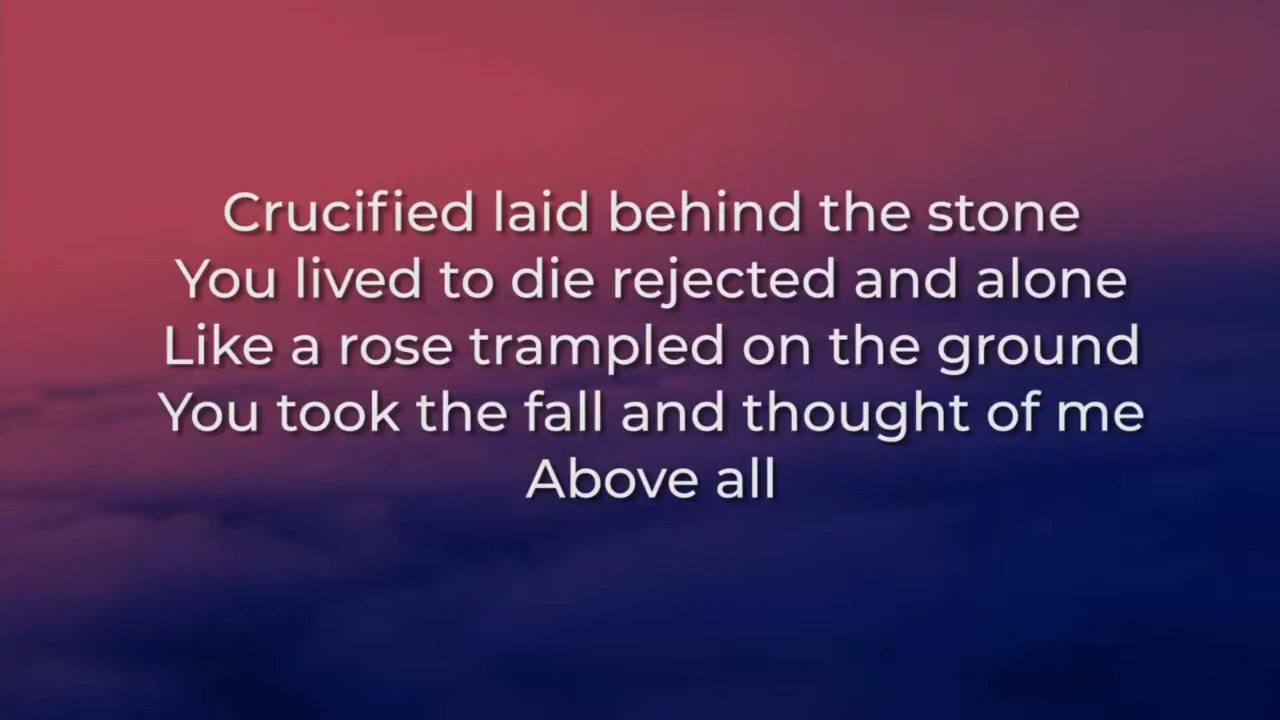 Crucified laid behind the stone
You lived to die rejected and alone
Like a rose trampled on the ground
You took the fall and thought of me
Above all